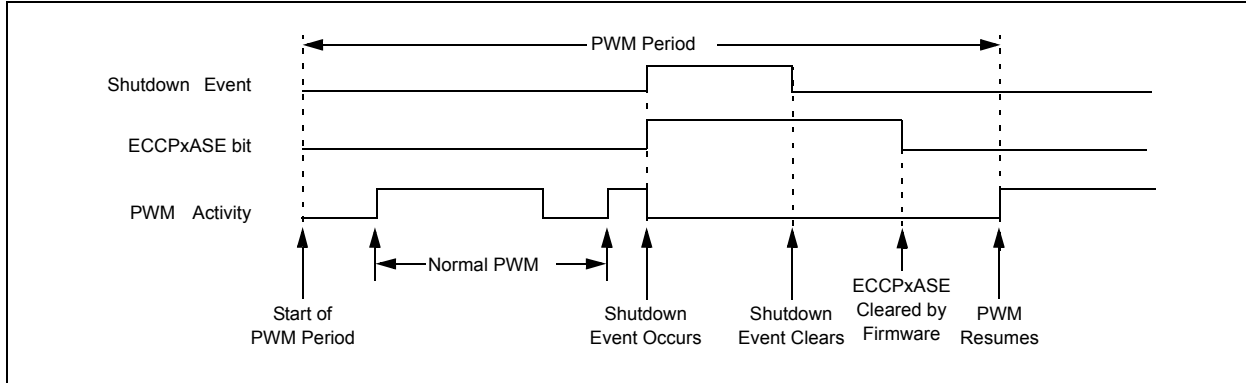 PWM Period
Shutdown Event
ECCPxASE bit
PWM Activity
Normal PWM
Start of
PWM Period
Shutdown
Event Occurs
Shutdown
Event Clears
ECCPxASE
Cleared by
Firmware
PWM
Resumes